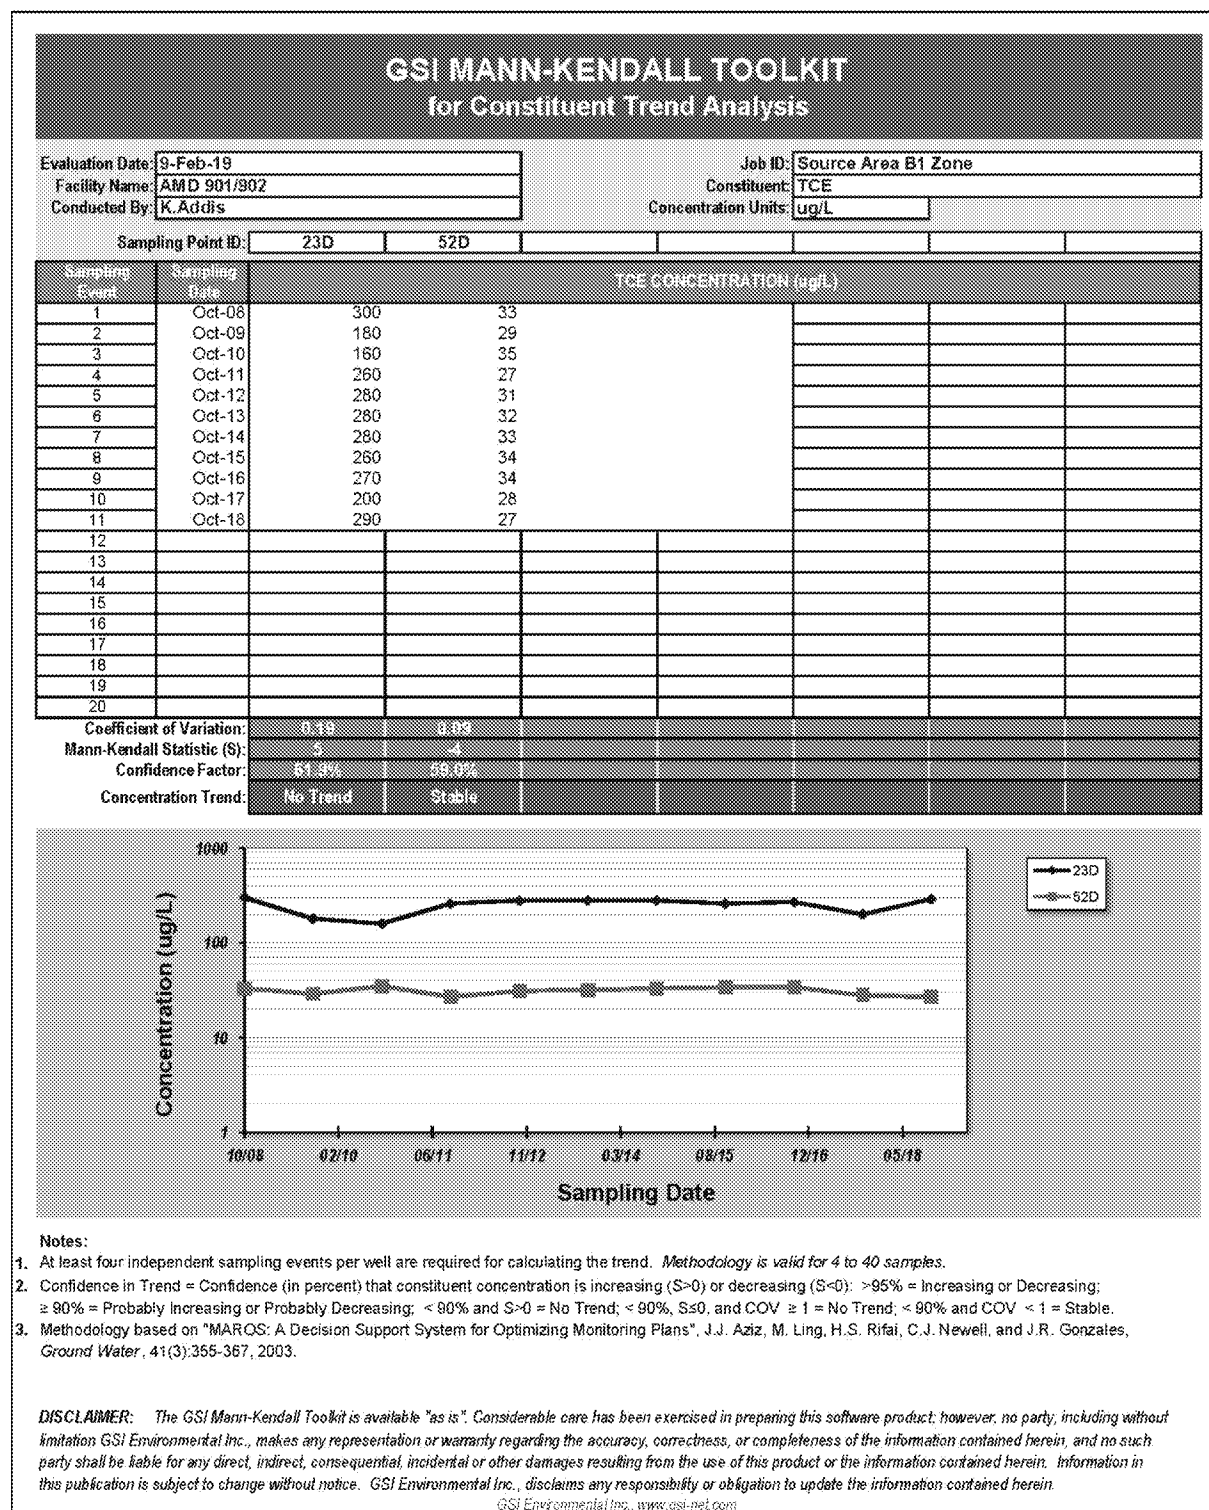 GSI MANN-KENDALL TOOLKIT
for Constituent Trend Analysis
Evaluation Date: 9-Feb-19 Job ID: Source Area B1 Zone
Facility Name: AMD 901/902 Constituent: TCE
Conducted By: K.Addis Concentration Units: ug/L
Sampling Point ID: 23D 52D
Sampling Event Sampling Date TCE CONCENTRATION (ug/L)
1 Oct-08 300 33
2 Oct-09 180 29
3 Oct-10 160 35
4 Oct-11 260 27
5 Oct-12 280 31
6 Oct-13 280 32
7 Oct-14 280 33
8 Oct-15 260 34
9 Oct-16 270 34
10 Oct-17 200 28
11 Oct-18 290 27
12
13
14
15
16
17
18
19
20
Coefficient of Variation: 0.19 0.09
Mann-Kendall Statistic (S): 5 -4
Confidence Factor: 61.9% 59.0%
Concentration Trend: No Trend Stable
1000
100
10
1
Concentration (ug/L)
23D
52D
10/08 02/10 06/11 11/12 03/14 08/15 12/16 05/18
Sampling Date
Notes:
1. At least four independent sampling events per well are required for calculating the trend. Methodology is valid for 4 to 40 samples.
2. Confidence in Trend = Confidence (in percent) that constituent concentration is increasing (S>0) or decreasing (S<0): >95% = Increasing or Decreasing;
≥ 90% = Probably Increasing or Probably Decreasing; < 90% and S>0 = No Trend; < 90%, S≤0, and COV ≥ 1 = No Trend; < 90% and COV < 1 = Stable.
3. Methodology based on "MAROS: A Decision Support System for Optimizing Monitoring Plans", J.J. Aziz, M. Ling, H.S. Rifai, C.J. Newell, and J.R. Gonzales,
Ground Water, 41(3):355-367, 2003.
DISCLAIMER: The GSI Mann-Kendall Toolkit is available "as is". Considerable care has been exercised in preparing this software product; however, no party, including without
limitation GSI Environmental Inc., makes any representation or warranty regarding the accuracy, correctness, or completeness of the information contained herein, and no such
party shall be liable for any direct, indirect, consequential, incidental or other damages resulting from the use of this product or the information contained herein. Information in
this publication is subject to change without notice. GSI Environmental Inc., disclaims any responsibility or obligation to update the information contained herein.
GSI Environmental Inc., www.gsi-net.com